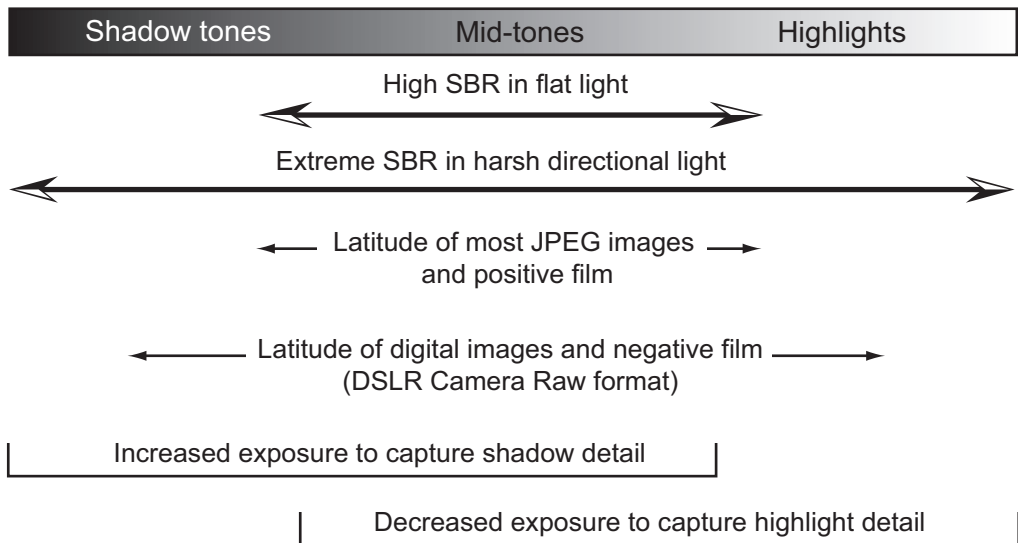 Shadow tones Mid-tones Highlights
High SBR in flat light
Extreme SBR in harsh directional light
Latitude of most JPEG images
and positive film
Latitude of digital images and negative film
(DSLR Camera Raw format)
Increased exposure to capture shadow detail
Decreased exposure to capture highlight detail